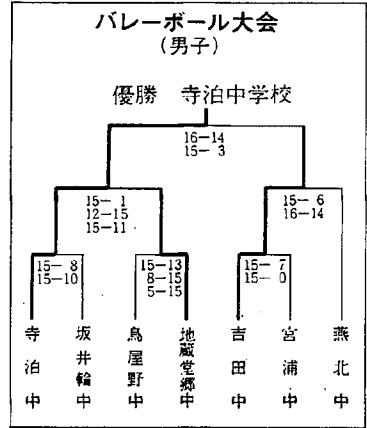 バレーボール大会
(男子)
優勝 寺泊中学校
16-14
15- 3
15- 1
12-15
15-11
15- 6
16-14
15- 8
15-10
15-13
8-15
5-15
15- 7
15- 0
寺泊中
坂井輪中
鳥屋野中
地蔵堂郷中
吉田中
宮浦中
燕北中